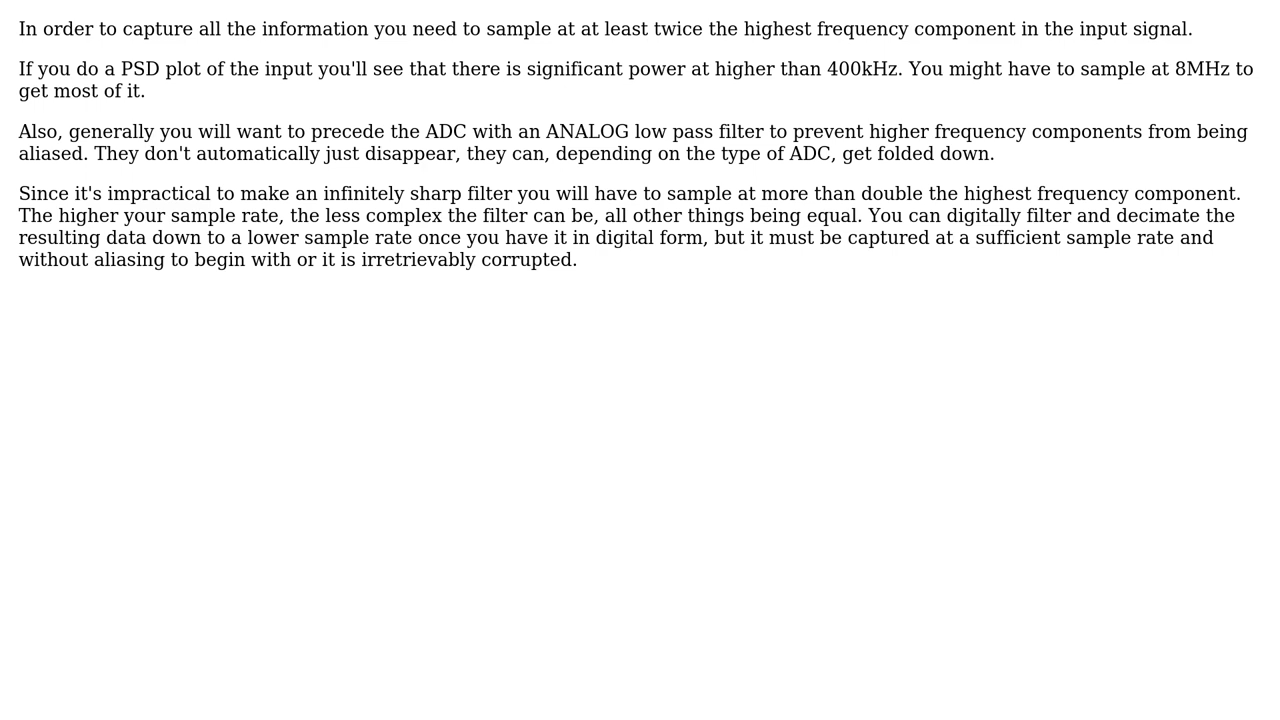 In order to capture all the information you need to sample at at least twice the highest frequency component in the input signal.
If you do a PSD plot of the input you'll see that there is significant power at higher than 400kHz. You might have to sample at 8MHz to
get most of it.
Also, generally you will want to precede the ADC with an ANALOG low pass filter to prevent higher frequency components from being
aliased. They don't automatically just disappear, they can, depending on the type of ADC, get folded down.
Since it's impractical to make an infinitely sharp filter you will have to sample at more than double the highest frequency component.
The higher your sample rate, the less complex the filter can be, all other things being equal. You can digitally filter and decimate the
resulting data down to a lower sample rate once you have it in digital form, but it must be captured at a sufficient sample rate and
without aliasing to begin with or it is irretrievably corrupted.